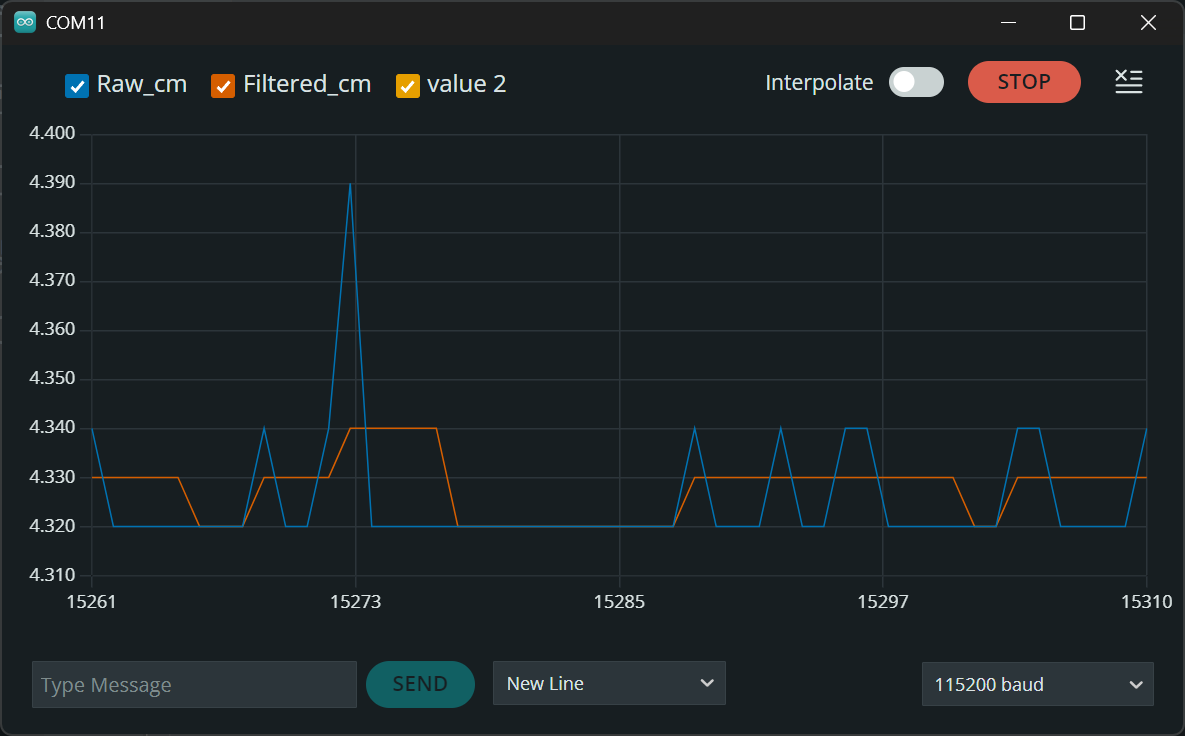 COM11
Raw_cm Filtered_cm value 2 Interpolate STOP
4.400
4.390
4.380
4.370
4.360
4.350
4.340
4.330
4.320
4.310
15261 15273 15285 15297 15310
Type Message SEND New Line 115200 baud